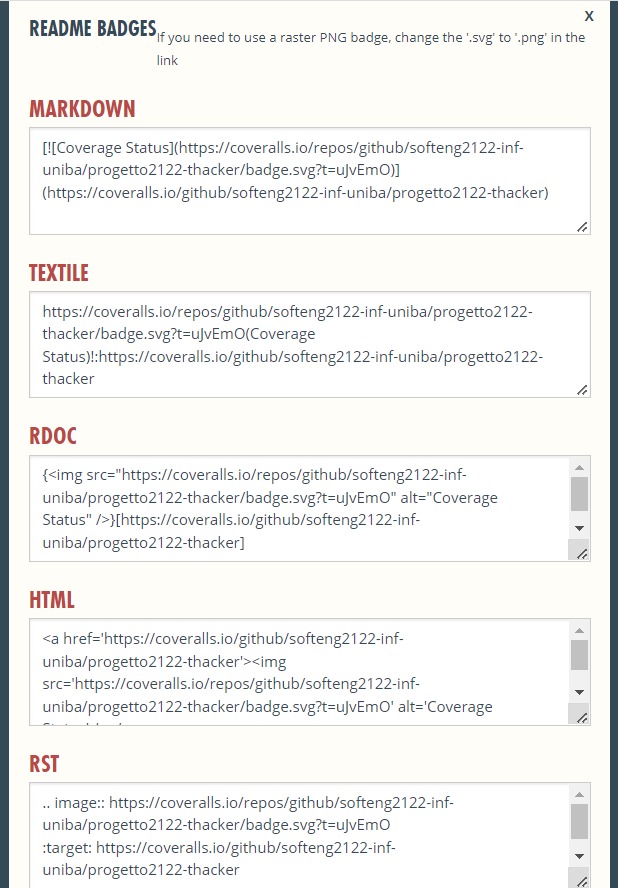 X
README BADGES
If you need to use a raster PNG badge, change the '.svg' to '.png' in the
link
MARKDOWN
[![Coverage Status](https://coveralls.io/repos/github/softeng2122-inf-
uniba/progetto2122-thacker/badge.svg?t=uJvEmO)]
(https://coveralls.io/github/softeng2122-inf-uniba/progetto2122-thacker)
TEXTILE
https://coveralls.io/repos/github/softeng2122-inf-uniba/progetto2122-
thacker/badge.svg?t=uJvEmO(Coverage
Status)!:https://coveralls.io/github/softeng2122-inf-uniba/progetto2122-
thacker
RDOC
{<img src="https://coveralls.io/repos/github/softeng2122-inf-
uniba/progetto2122-thacker/badge.svg?t=uJvEmO" alt="Coverage
Status" />}[https://coveralls.io/github/softeng2122-inf-
uniba/progetto2122-thacker]
HTML
<a href='https://coveralls.io/github/softeng2122-inf-
uniba/progetto2122-thacker'><img
src='https://coveralls.io/repos/github/softeng2122-inf-
uniba/progetto2122-thacker/badge.svg?t=uJvEmO' alt='Coverage
RST
.. image:: https://coveralls.io/repos/github/softeng2122-inf-
uniba/progetto2122-thacker/badge.svg?t=uJvEmO
:target: https://coveralls.io/github/softeng2122-inf-
uniba/progetto2122-thacker